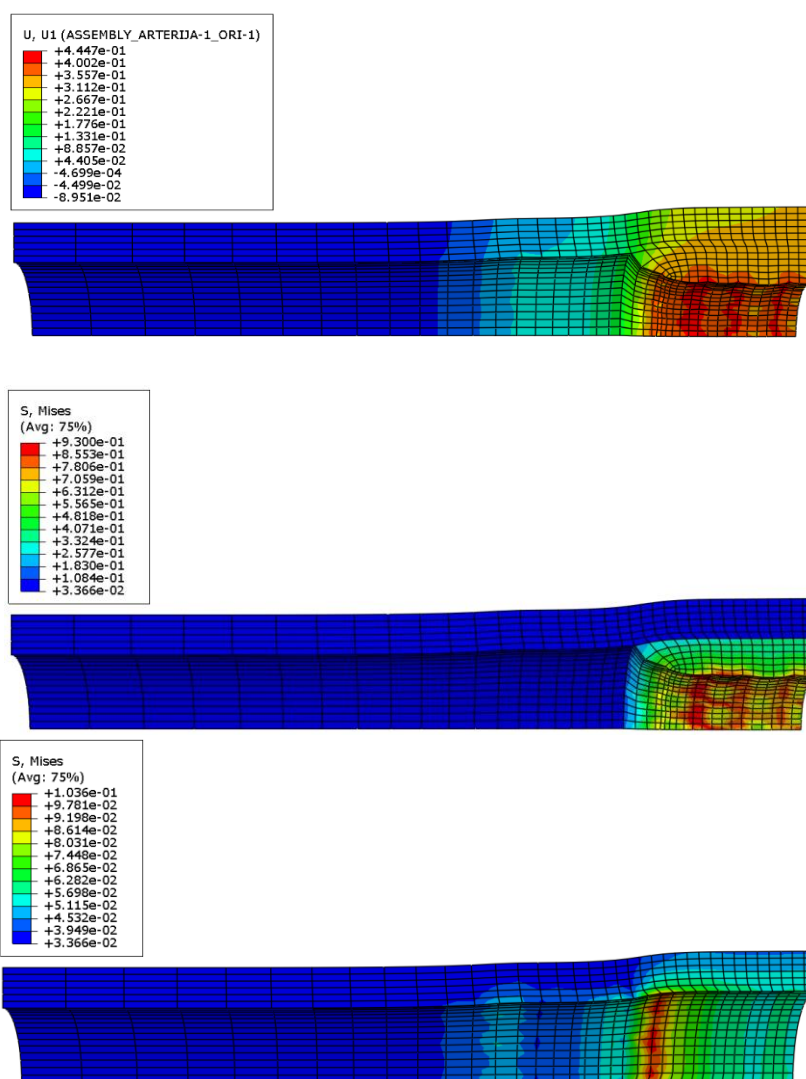 U, U1 (ASSEMBLY_ARTERIJA-1_ORI-1)
+4.447e-01
+4.002e-01
+3.557e-01
+3.112e-01
+2.667e-01
+2.221e-01
+1.776e-01
+1.331e-01
+8.857e-02
+4.405e-02
-4.699e-04
-4.499e-02
-8.951e-02
S, Mises
(Avg: 75%)
+9.300e-01
+8.553e-01
+7.806e-01
+7.059e-01
+6.312e-01
+5.565e-01
+4.818e-01
+4.071e-01
+3.324e-01
+2.577e-01
+1.830e-01
+1.084e-01
+3.366e-02
S, Mises
(Avg: 75%)
+1.036e-01
+9.781e-02
+9.198e-02
+8.614e-02
+8.031e-02
+7.448e-02
+6.865e-02
+6.282e-02
+5.698e-02
+5.115e-02
+4.532e-02
+3.949e-02
+3.366e-02